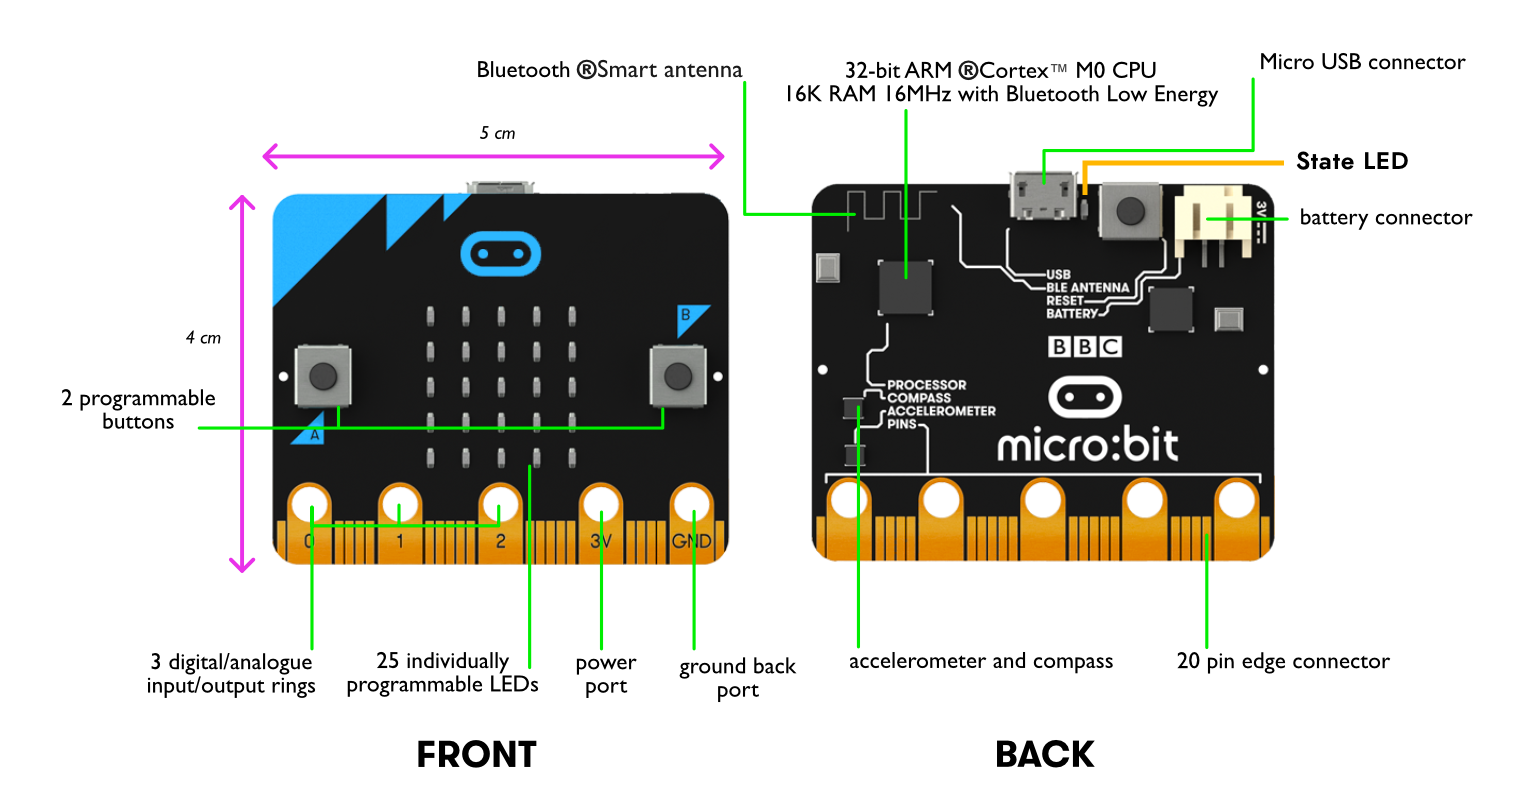 Bluetooth ®Smart antenna
32-bit ARM ®Cortex™ M0 CPU
16K RAM 16MHz with Bluetooth Low Energy
Micro USB connector
State LED
battery connector
5 cm
4 cm
2 programmable
buttons
A
B
0
1
2
3V
GND
3V
USB
BLE ANTENNA
RESET
BATTERY
BBC
PROCESSOR
COMPASS
ACCELEROMETER
PINS
micro:bit
3 digital/analogue
input/output rings
25 individually
programmable LEDs
power
port
ground back
port
accelerometer and compass
20 pin edge connector
FRONT
BACK